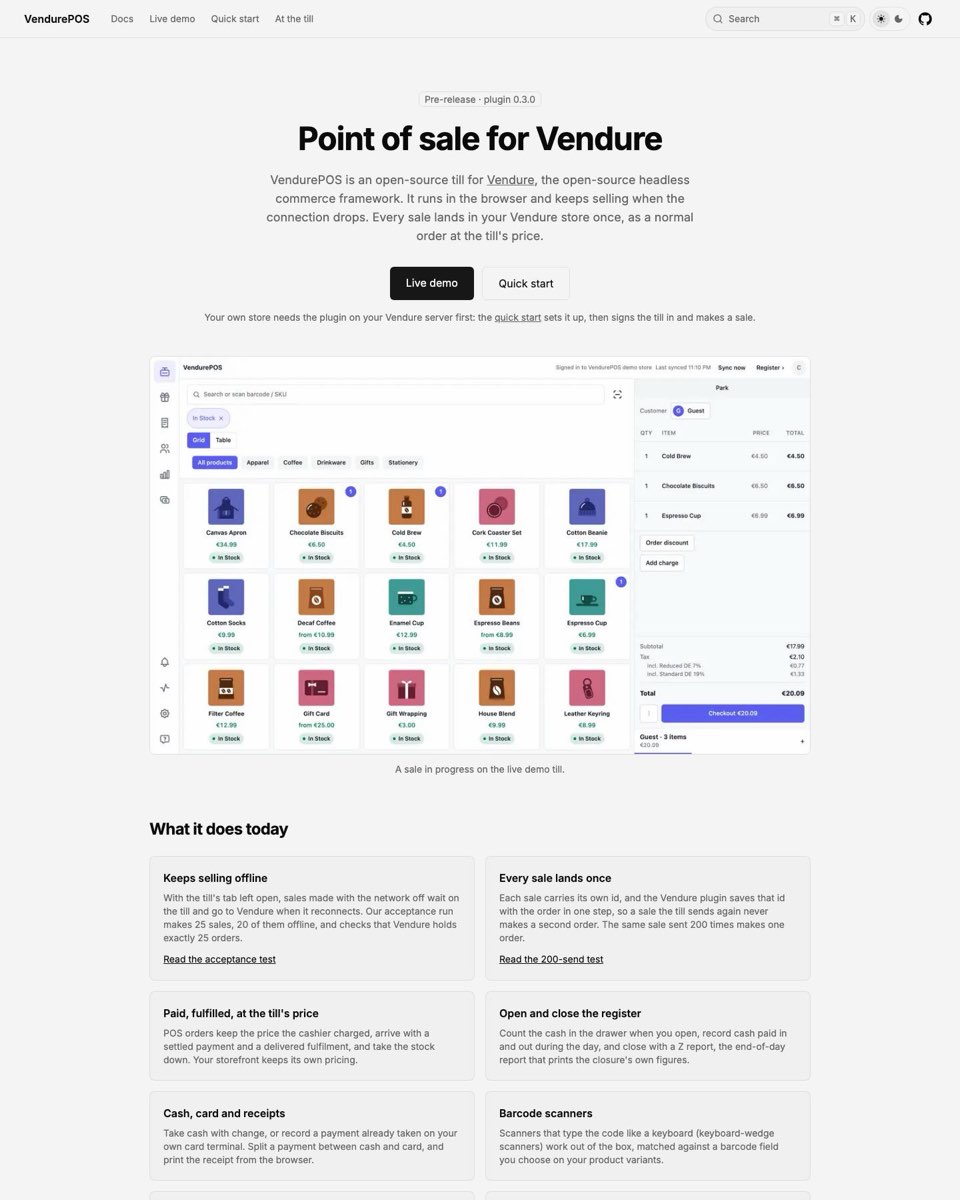 VendurePOS Docs Live demo Quick start At the till Search ⌘ K
Pre-release · plugin 0.3.0
Point of sale for Vendure
VendurePOS is an open-source till for Vendure, the open-source headless
commerce framework. It runs in the browser and keeps selling when the
connection drops. Every sale lands in your Vendure store once, as a normal
order at the till's price.
Live demo Quick start
Your own store needs the plugin on your Vendure server first: the quick start sets it up, then signs the till in and makes a sale.
VendurePOS Signed in to VendurePOS demo store Last synced 11:10 PM Sync now Register › C
Search or scan barcode / SKU
In Stock ×
Grid Table
All products Apparel Coffee Drinkware Gifts Stationery
1 1
Canvas Apron Chocolate Biscuits Cold Brew Cork Coaster Set Cotton Beanie
€34.99 €6.50 €4.50 €11.99 €17.99
In Stock In Stock In Stock In Stock In Stock
1
Cotton Socks Decaf Coffee Enamel Cup Espresso Beans Espresso Cup
€9.99 from €10.99 €12.99 from €8.99 €6.99
In Stock In Stock In Stock In Stock In Stock
Filter Coffee Gift Card Gift Wrapping House Blend Leather Keyring
€12.99 from €25.00 €3.00 €9.99 €8.99
In Stock In Stock In Stock In Stock In Stock
Park
Customer G Guest
QTY ITEM PRICE TOTAL
1 Cold Brew €4.50 €4.50
1 Chocolate Biscuits €6.50 €6.50
1 Espresso Cup €6.99 €6.99
Order discount
Add charge
Subtotal €17.99
Tax €2.10
incl. Reduced DE 7% €0.77
incl. Standard DE 19% €1.33
Total €20.09
Checkout €20.09
Guest · 3 items +
€20.09
A sale in progress on the live demo till.
What it does today
Keeps selling offline
With the till's tab left open, sales made with the network off wait on
the till and go to Vendure when it reconnects. Our acceptance run
makes 25 sales, 20 of them offline, and checks that Vendure holds
exactly 25 orders.
Read the acceptance test
Every sale lands once
Each sale carries its own id, and the Vendure plugin saves that id
with the order in one step, so a sale the till sends again never
makes a second order. The same sale sent 200 times makes one
order.
Read the 200-send test
Paid, fulfilled, at the till's price
POS orders keep the price the cashier charged, arrive with a
settled payment and a delivered fulfilment, and take the stock
down. Your storefront keeps its own pricing.
Open and close the register
Count the cash in the drawer when you open, record cash paid in
and out during the day, and close with a Z report, the end-of-day
report that prints the closure's own figures.
Cash, card and receipts
Take cash with change, or record a payment already taken on your
own card terminal. Split a payment between cash and card, and
print the receipt from the browser.
Barcode scanners
Scanners that type the code like a keyboard (keyboard-wedge
scanners) work out of the box, matched against a barcode field
you choose on your product variants.